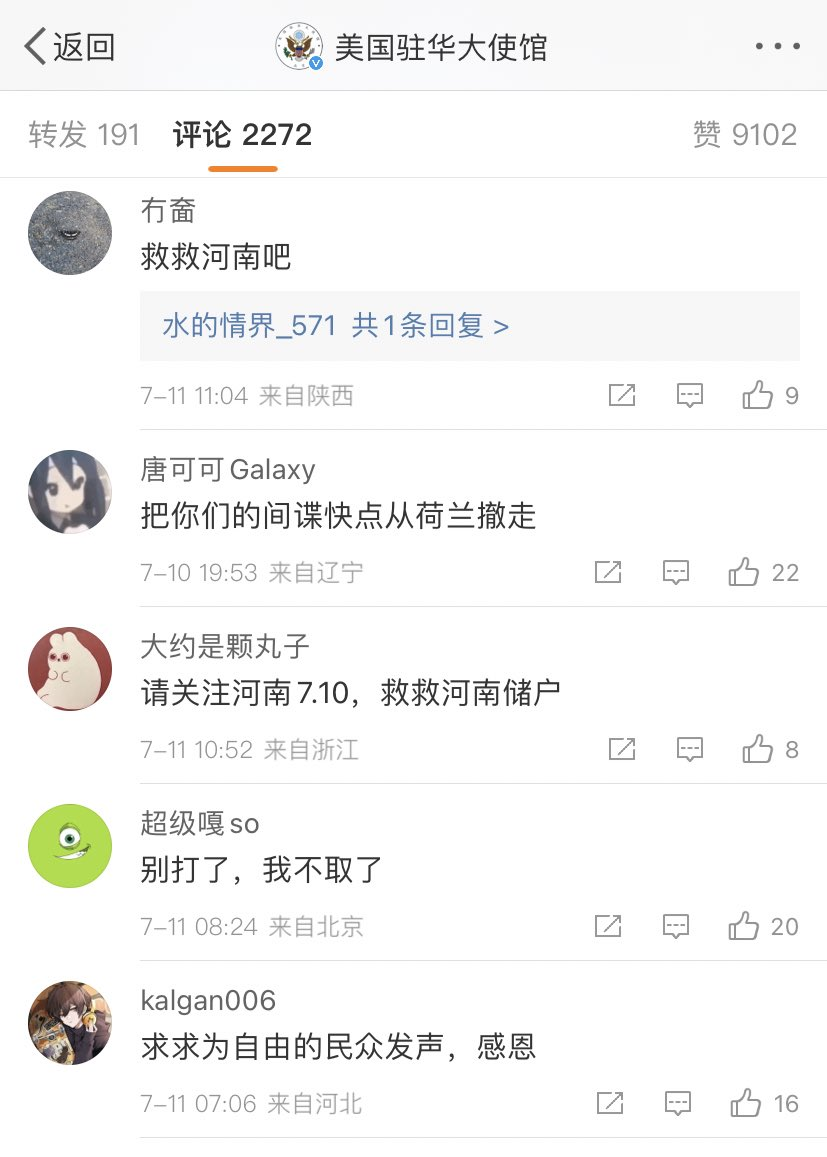 返回
美国驻华大使馆
转发 191 评论 2272 赞 9102
冇奤
救救河南吧
水的情界_571 共1条回复 >
7-11 11:04 来自陕西 9
唐可可Galaxy
把你们的间谍快点从荷兰撤走
7-10 19:53 来自辽宁 22
大约是颗丸子
请关注河南7.10，救救河南储户
7-11 10:52 来自浙江 8
超级嘎so
别打了，我不取了
7-11 08:24 来自北京 20
kalgan006
求求为自由的民众发声，感恩
7-11 07:06 来自河北 16